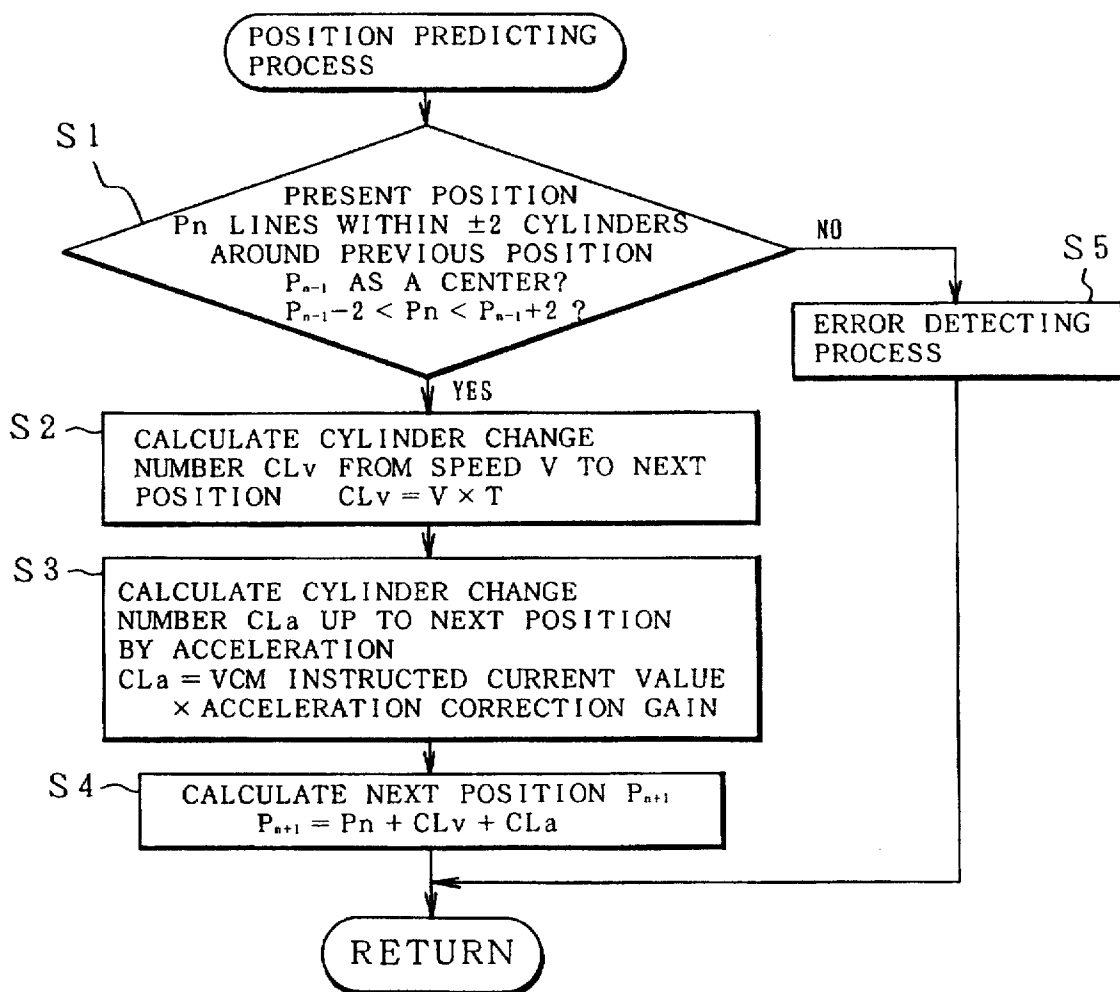 POSITION PREDICTING
PROCESS
S1
PRESENT POSITION
Pn LINES WITHIN ±2 CYLINDERS
AROUND PREVIOUS POSITION
Pₙ₋₁ AS A CENTER?
Pₙ₋₁−2 < Pn < Pₙ₋₁+2 ?
NO
S5
ERROR DETECTING
PROCESS
YES
S2
CALCULATE CYLINDER CHANGE
NUMBER CLv FROM SPEED V TO NEXT
POSITION CLv = V × T
S3
CALCULATE CYLINDER CHANGE
NUMBER CLa UP TO NEXT POSITION
BY ACCELERATION
CLa = VCM INSTRUCTED CURRENT VALUE
× ACCELERATION CORRECTION GAIN
S4
CALCULATE NEXT POSITION Pₙ₊₁
Pₙ₊₁ = Pn + CLv + CLa
RETURN